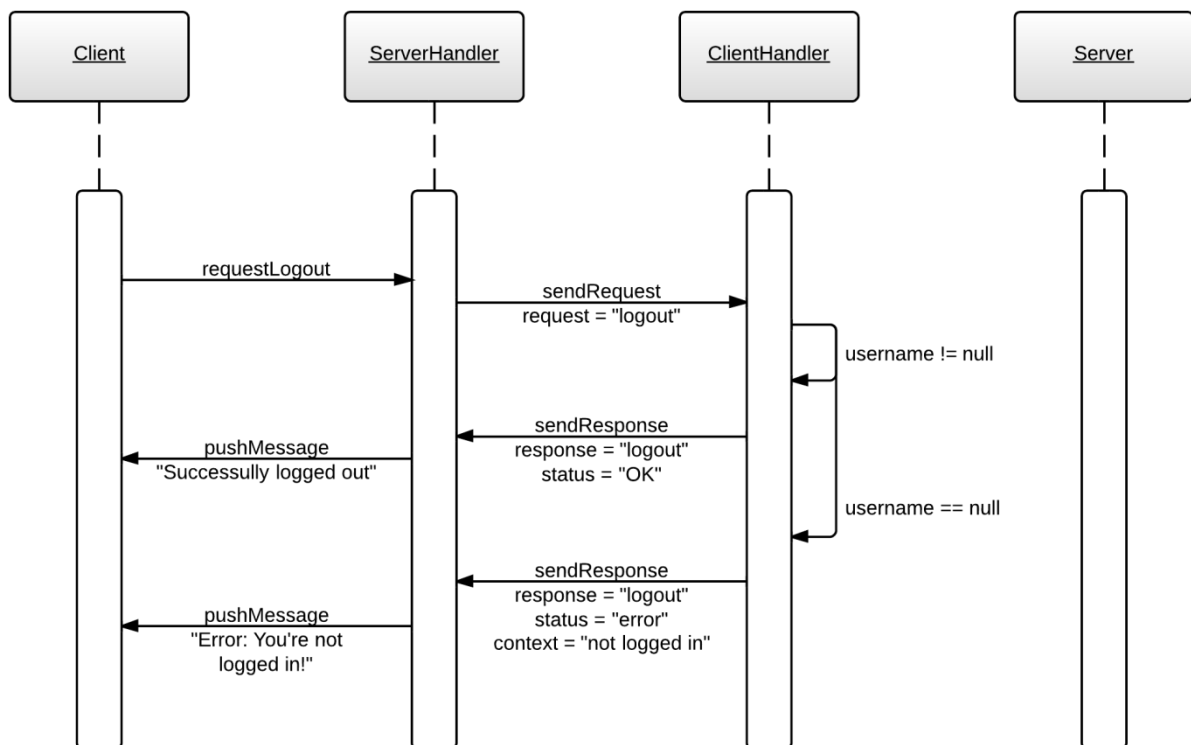 Client
ServerHandler
ClientHandler
Server
requestLogout
sendRequest
request = "logout"
username != null
sendResponse
response = "logout"
status = "OK"
pushMessage
"Successully logged out"
username == null
sendResponse
response = "logout"
status = "error"
context = "not logged in"
pushMessage
"Error: You're not
logged in!"